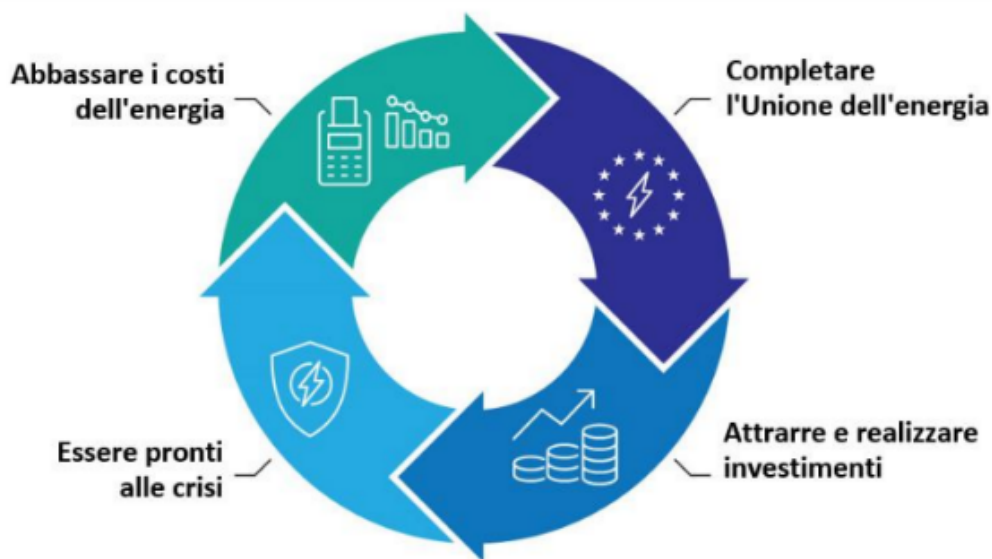 Abbassare i costi
dell'energia
Completare
l'Unione dell'energia
Attrarre e realizzare
investimenti
Essere pronti
alle crisi